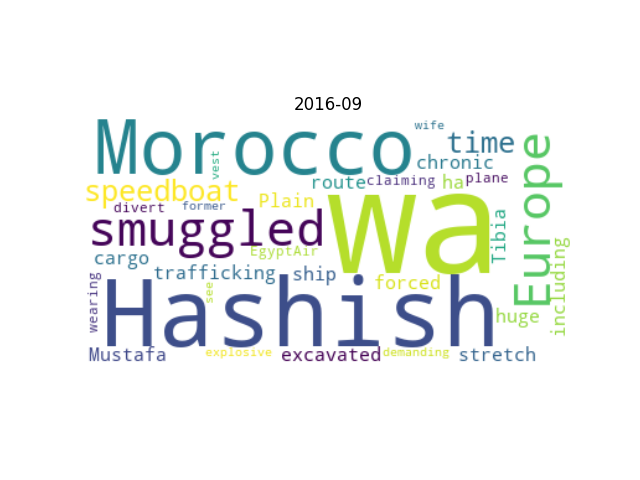 2016-09
Morocco
wife
time
vest
chronic
Europe
speedboat
route
claiming
ha
plane
divert
former
Plain
wa
smuggled
Tibia
EgyptAir
cargo
trafficking
ship
forced
including
wearing
see
Hashish
huge
Mustafa
explosive
excavated
demanding
stretch